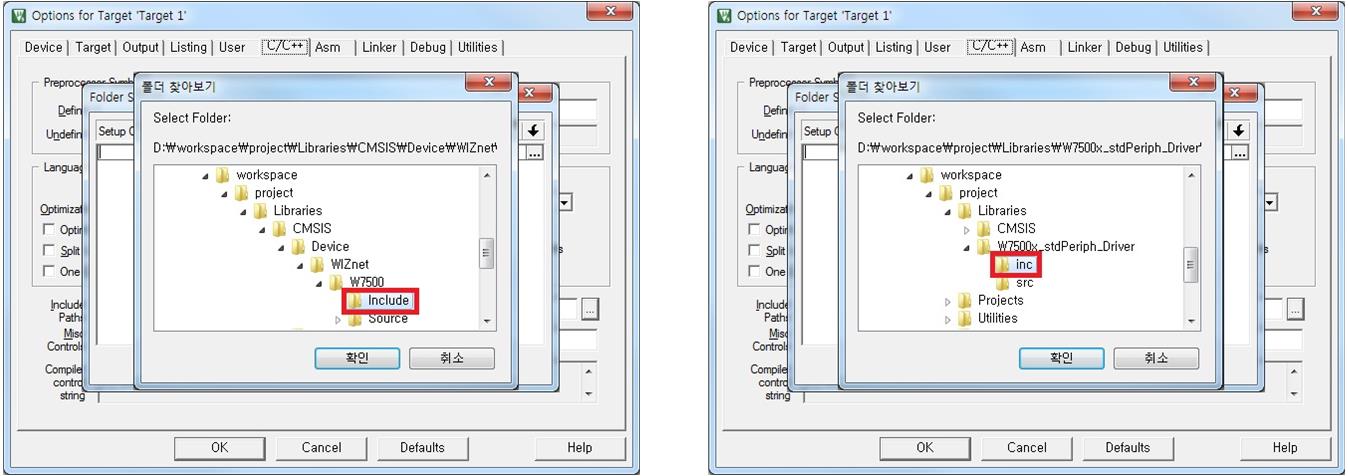 Options for Target 'Target 1'
Device Target Output Listing User C/C++ Asm Linker Debug Utilities
Preprocessor Symb
Folder S
폴더 찾아보기
Defin
Undefin
Setup C
Select Folder:
D:₩workspace₩project₩Libraries₩CMSIS₩Device₩WIZnet₩
Languag
workspace
project
Libraries
CMSIS
Device
WIZnet
W7500
Include
Source
Optimizat
Optin
Split
One
s
Include
Paths
Misc
Controls
Compile
contro
string
확인
취소
...
...
OK
Cancel
Defaults
Help
Options for Target 'Target 1'
Device Target Output Listing User C/C++ Asm Linker Debug Utilities
Preprocessor Symb
Folder S
폴더 찾아보기
Defin
Undefin
Setup C
Select Folder:
D:₩workspace₩project₩Libraries₩W7500x_stdPeriph_Driver
Languag
workspace
project
Libraries
CMSIS
W7500x_stdPeriph_Driver
inc
src
Projects
Utilities
Optimizat
Optin
Split
One
s
Include
Paths
Misc
Controls
Compile
contro
string
확인
취소
...
...
OK
Cancel
Defaults
Help